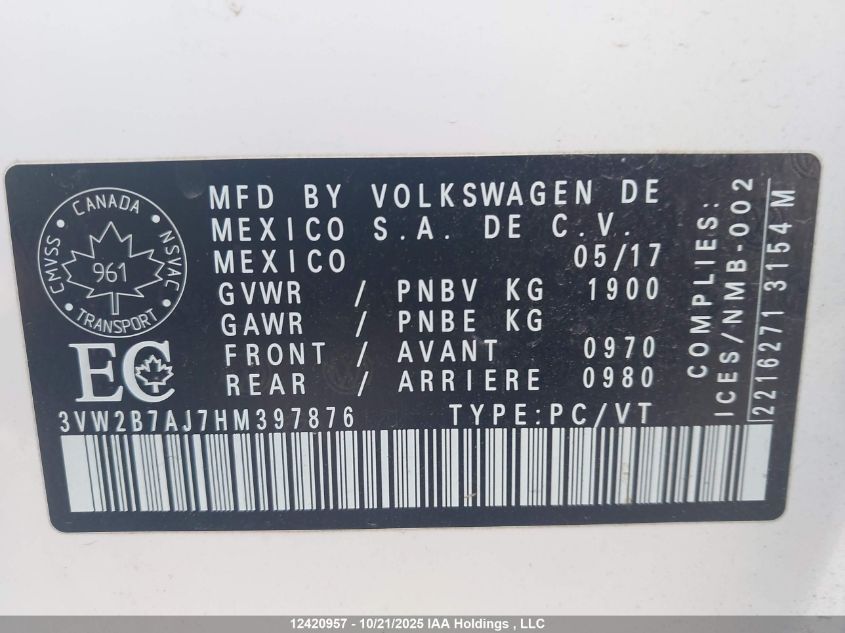 CANADA
CMVSS
NSVAC
961
TRANSPORT
EC
MFD BY VOLKSWAGEN DE
MEXICO S.A. DE C.V.
MEXICO 05/17
GVWR / PNBV KG 1900
GAWR / PNBE KG
FRONT / AVANT 0970
REAR / ARRIERE 0980
3VW2B7AJ7HM397876 TYPE:PC/VT
COMPLIES:
ICES/NMB-002
2216271 3154 M
12420957 - 10/21/2025 IAA Holdings , LLC